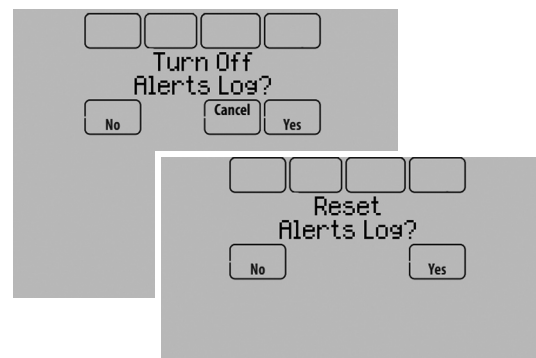 Turn Off
Alerts Log?
No Cancel Yes
Reset
Alerts Log?
No Yes